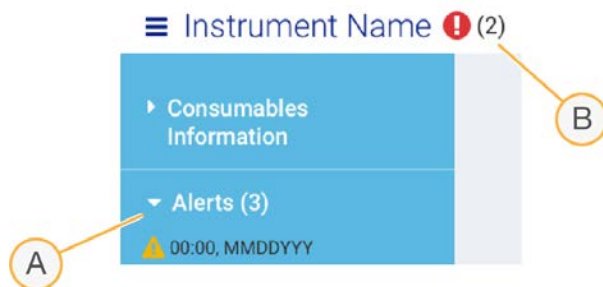 Instrument Name (2)
Consumables
Information
B
Alerts (3)
A
00:00, MMDDYYY